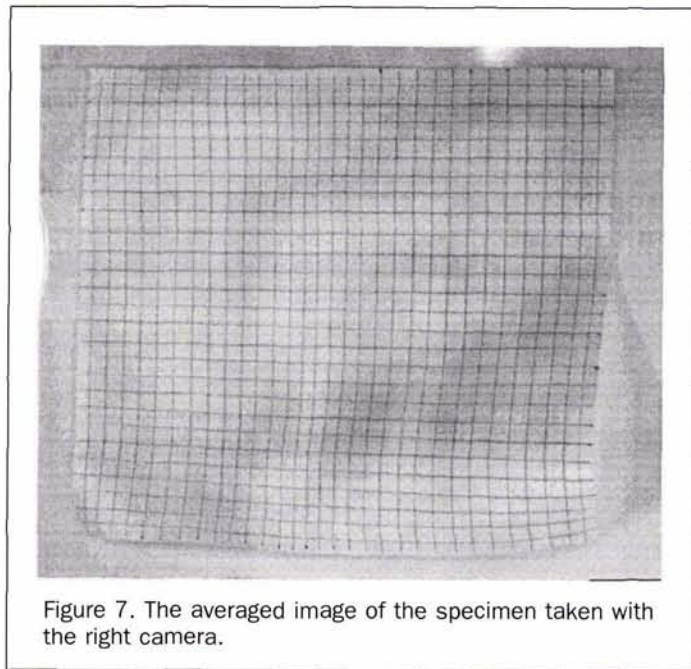 Figure 7. The averaged image of the specimen taken with
the right camera.